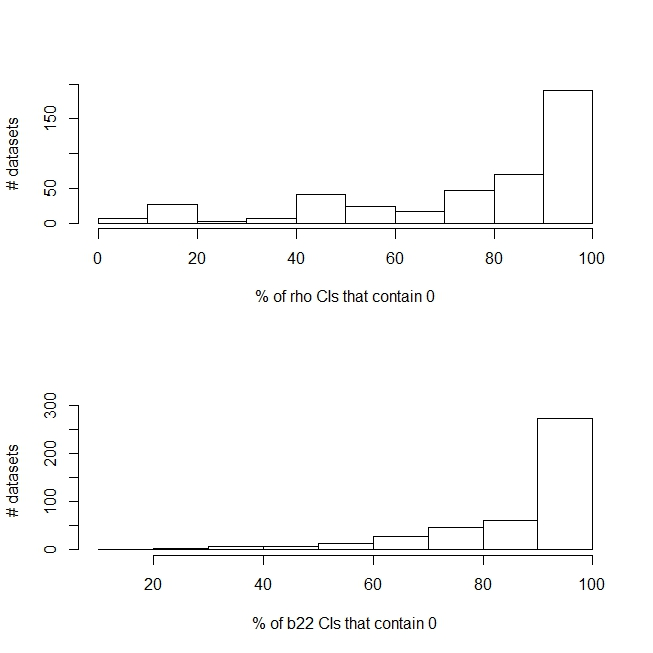 # datasets
150
50
0
0 20 40 60 80 100
% of rho CIs that contain 0
# datasets
300
200
100
0
20 40 60 80 100
% of b22 CIs that contain 0